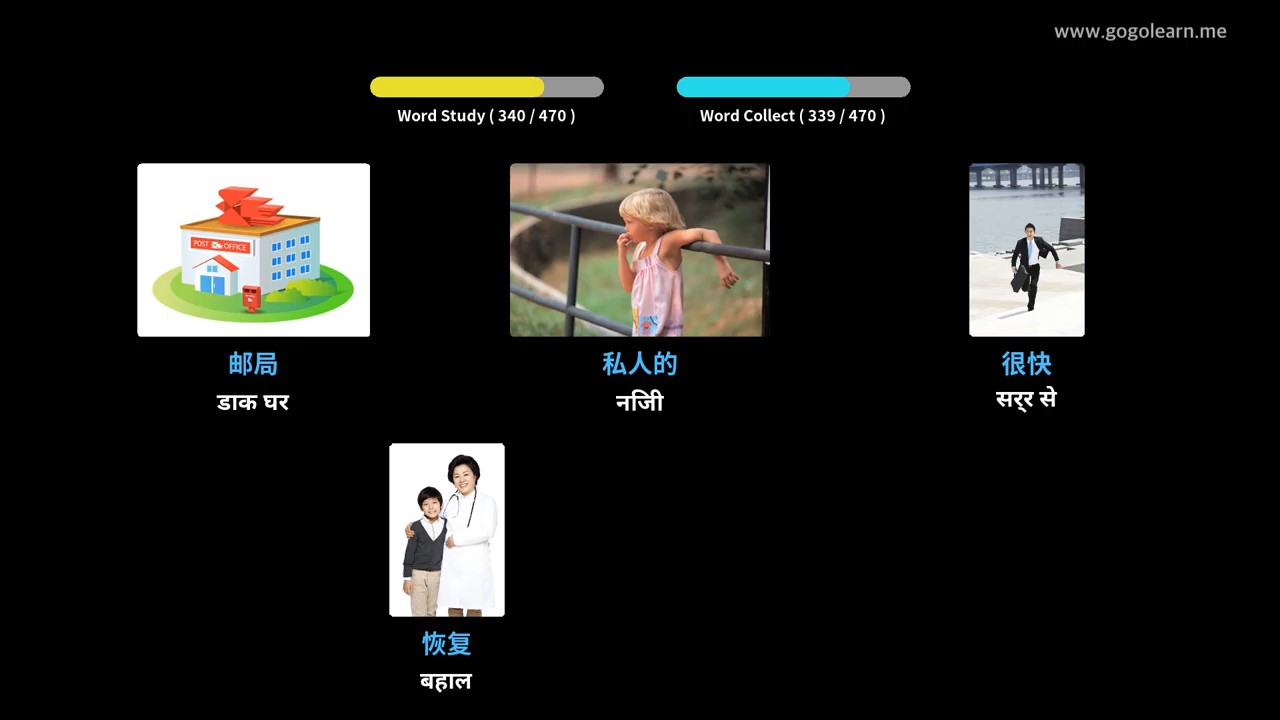 www.gogolearn.me
Word Study ( 340 / 470 )
Word Collect ( 339 / 470 )
POST OFFICE
邮局
私人的
很快
डाक घर
निजी
सर्र से
恢复
बहाल